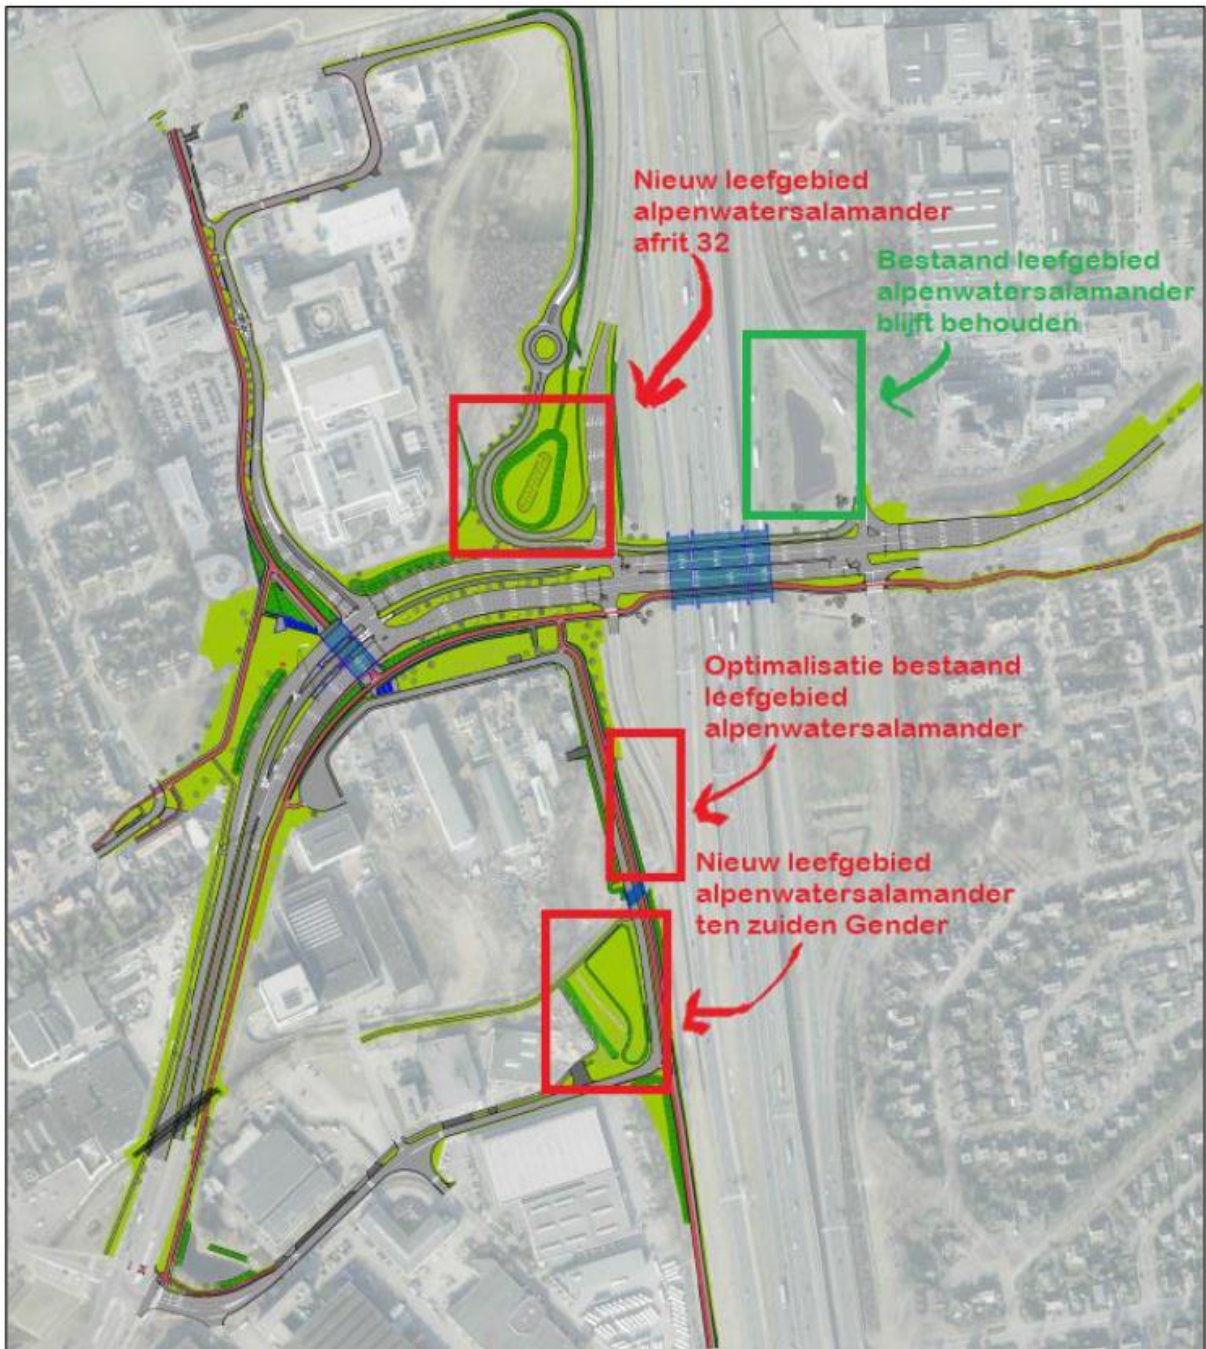 Nieuw leefgebied
alpenwatersalamander
afrit 32
Bestaand leefgebied
alpenwatersalamander
blijft behouden
Optimalisatie bestaand
leefgebied
alpenwatersalamander
Nieuw leefgebied
alpenwatersalamander
ten zuiden Gender